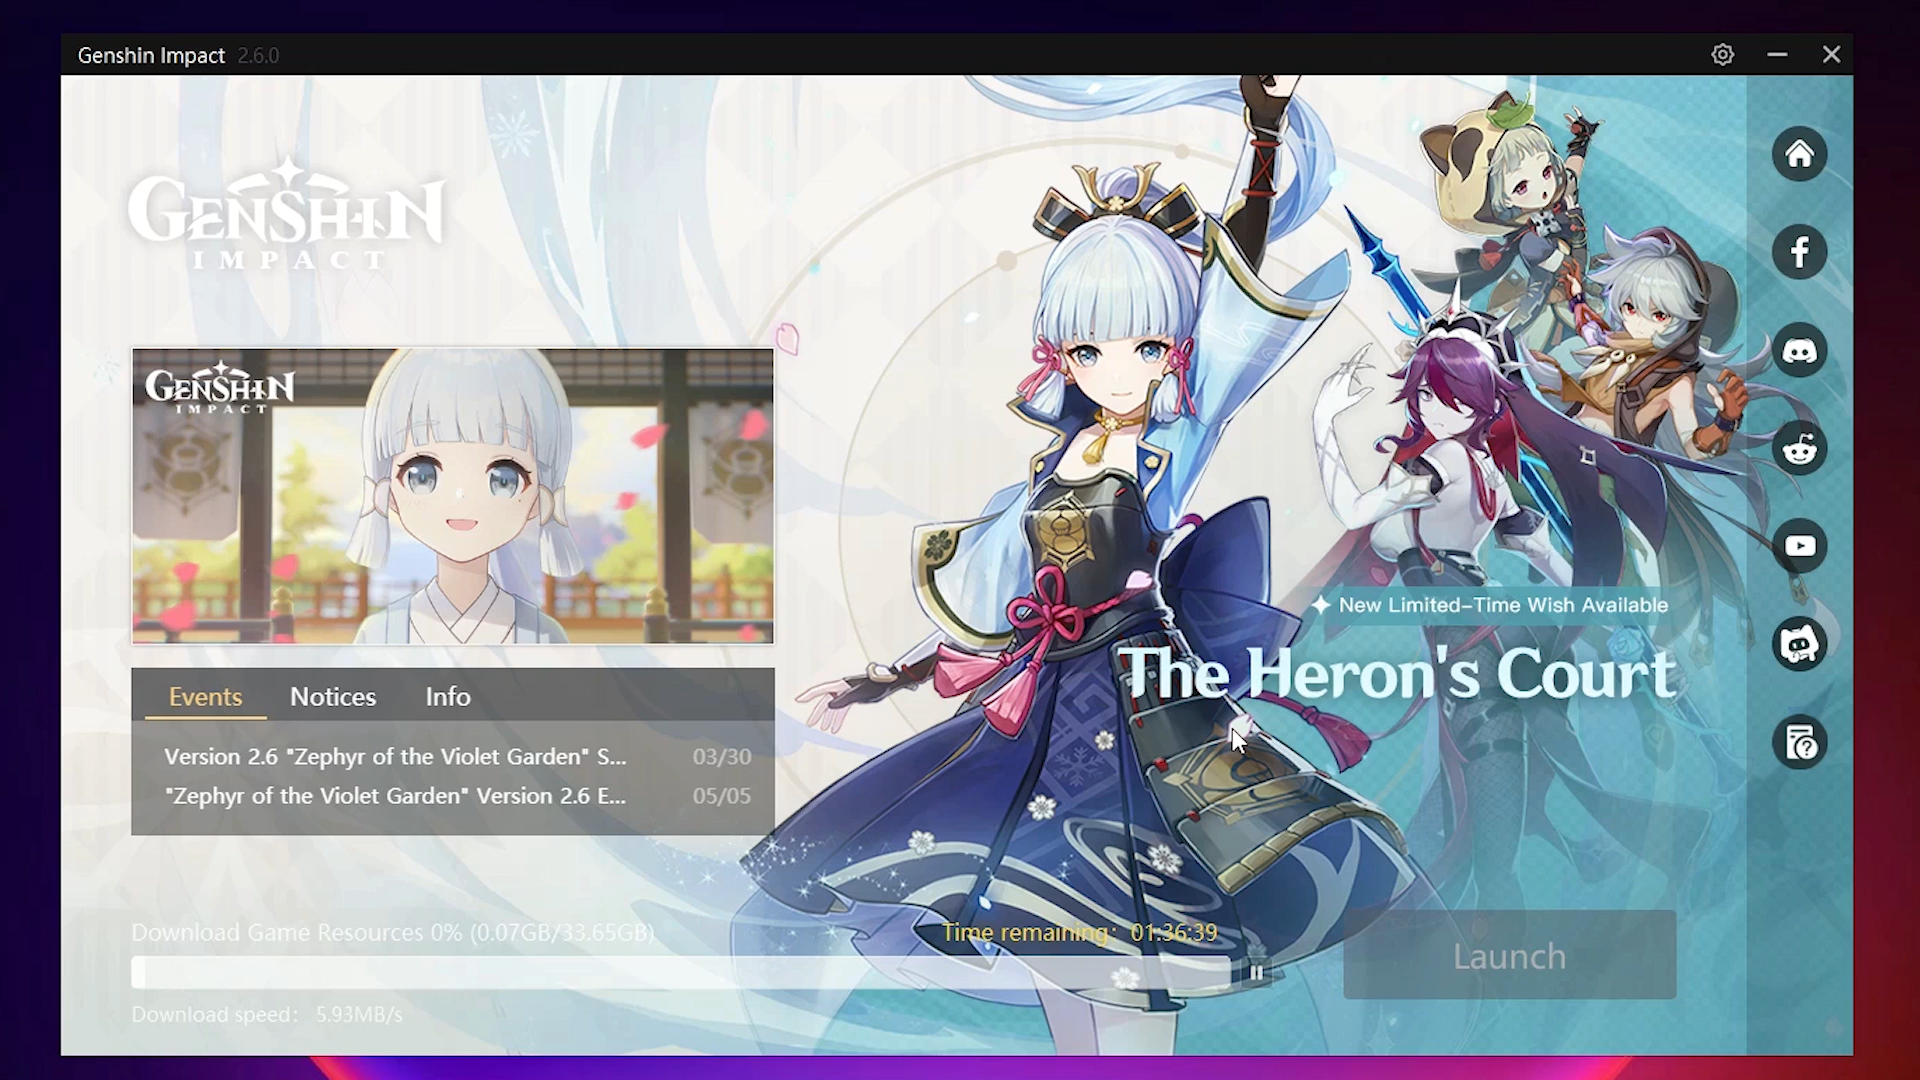 Genshin Impact 2.6.0
GENSHIN
IMPACT
GENSHIN
IMPACT
New Limited-Time Wish Available
The Heron's Court
Events Notices Info
Version 2.6 "Zephyr of the Violet Garden" S... 03/30
"Zephyr of the Violet Garden" Version 2.6 E... 05/05
Download Game Resources 0% (0.07GB/33.65GB) Time remaining: 01:36:39
Launch
Download speed: 5.93MB/s